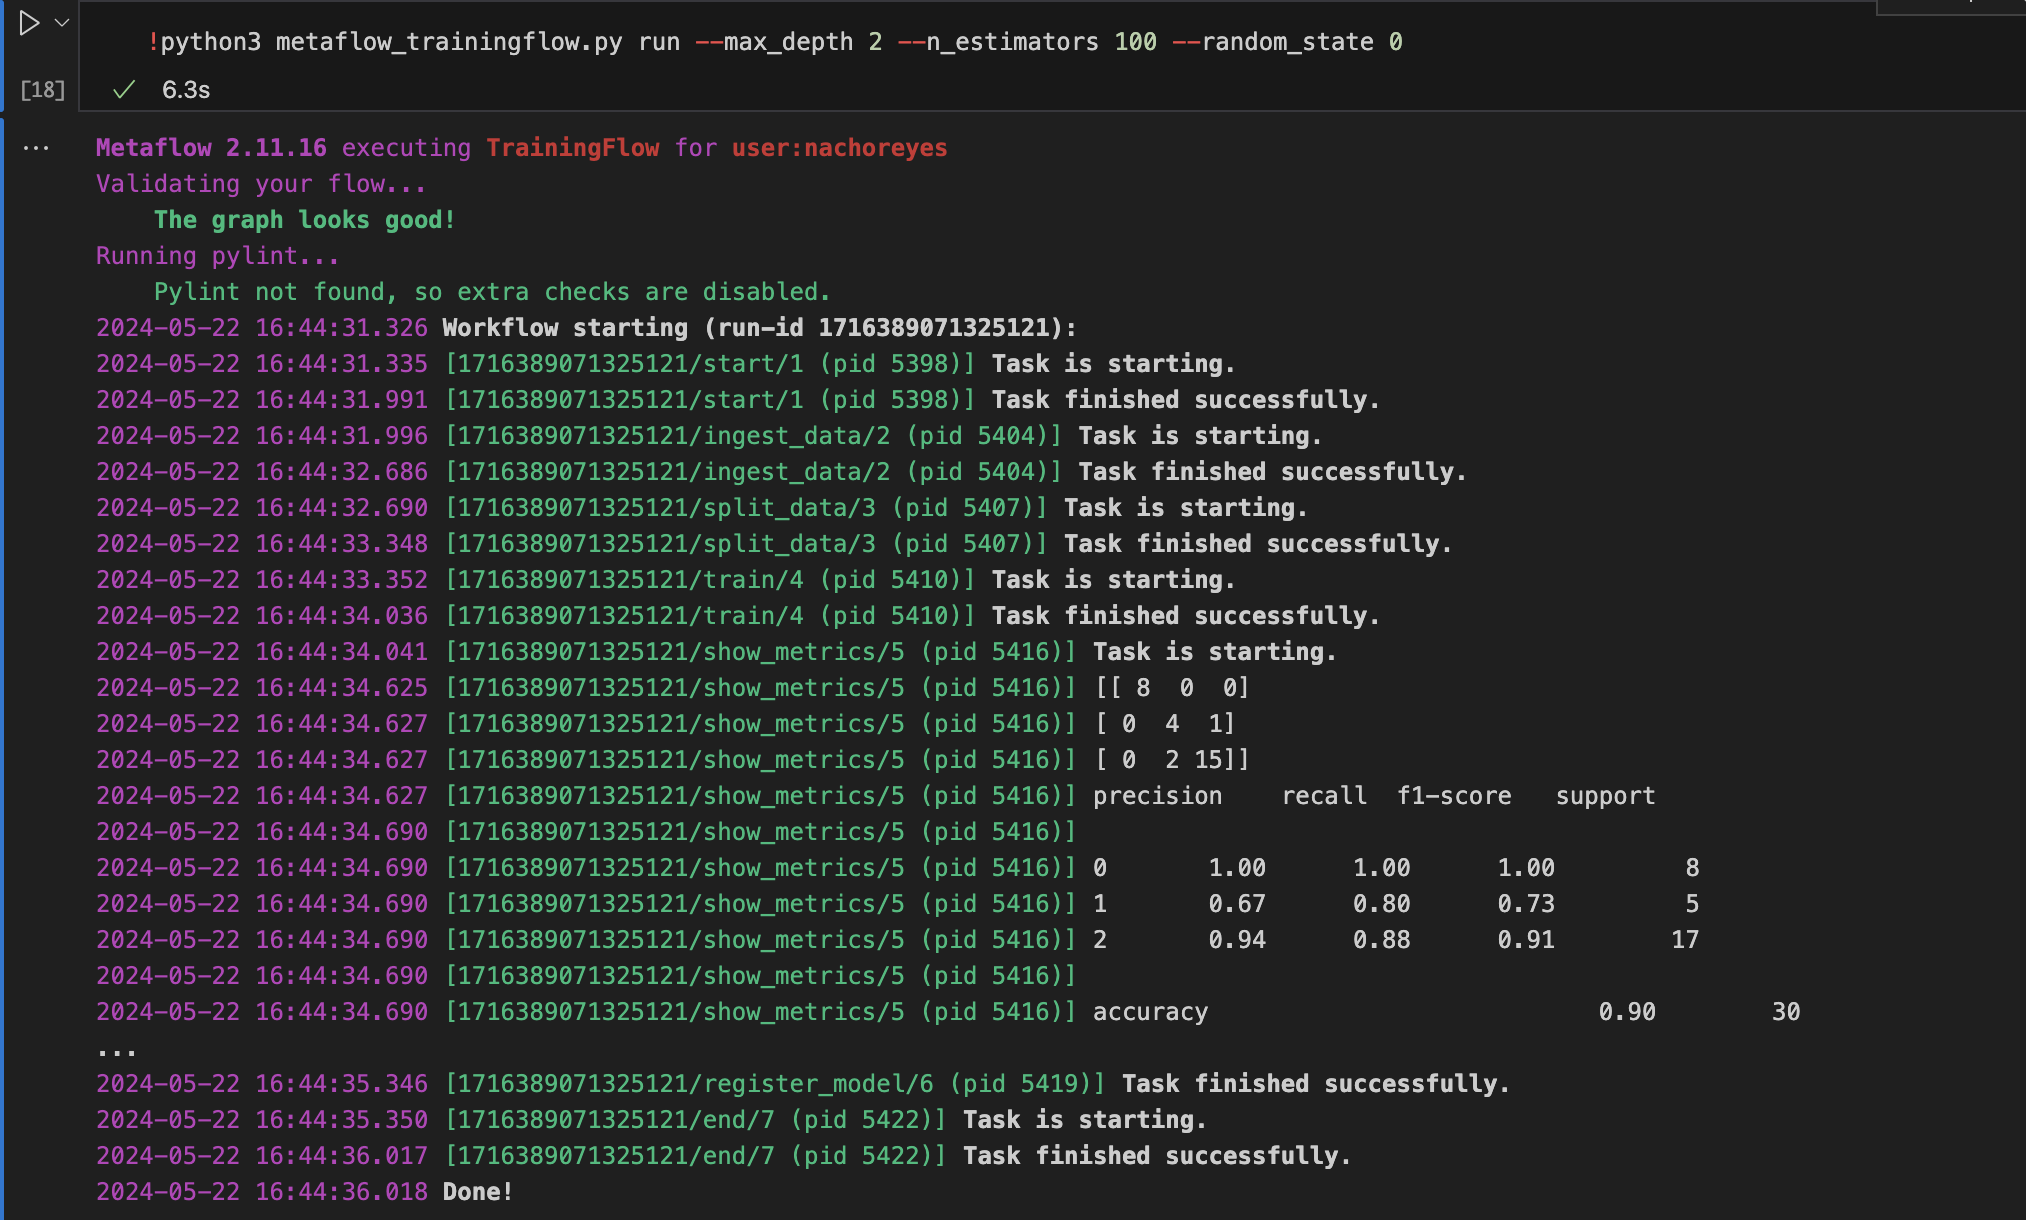 !python3 metaflow_trainingflow.py run --max_depth 2 --n_estimators 100 --random_state 0
[18] 6.3s
... Metaflow 2.11.16 executing TrainingFlow for user:nachoreyes
Validating your flow...
    The graph looks good!
Running pylint...
    Pylint not found, so extra checks are disabled.
2024-05-22 16:44:31.326 Workflow starting (run-id 1716389071325121):
2024-05-22 16:44:31.335 [1716389071325121/start/1 (pid 5398)] Task is starting.
2024-05-22 16:44:31.991 [1716389071325121/start/1 (pid 5398)] Task finished successfully.
2024-05-22 16:44:31.996 [1716389071325121/ingest_data/2 (pid 5404)] Task is starting.
2024-05-22 16:44:32.686 [1716389071325121/ingest_data/2 (pid 5404)] Task finished successfully.
2024-05-22 16:44:32.690 [1716389071325121/split_data/3 (pid 5407)] Task is starting.
2024-05-22 16:44:33.348 [1716389071325121/split_data/3 (pid 5407)] Task finished successfully.
2024-05-22 16:44:33.352 [1716389071325121/train/4 (pid 5410)] Task is starting.
2024-05-22 16:44:34.036 [1716389071325121/train/4 (pid 5410)] Task finished successfully.
2024-05-22 16:44:34.041 [1716389071325121/show_metrics/5 (pid 5416)] Task is starting.
2024-05-22 16:44:34.625 [1716389071325121/show_metrics/5 (pid 5416)] [[ 8  0  0]
2024-05-22 16:44:34.627 [1716389071325121/show_metrics/5 (pid 5416)] [ 0  4  1]
2024-05-22 16:44:34.627 [1716389071325121/show_metrics/5 (pid 5416)] [ 0  2 15]]
2024-05-22 16:44:34.627 [1716389071325121/show_metrics/5 (pid 5416)] precision    recall  f1-score   support
2024-05-22 16:44:34.690 [1716389071325121/show_metrics/5 (pid 5416)]
2024-05-22 16:44:34.690 [1716389071325121/show_metrics/5 (pid 5416)] 0       1.00      1.00      1.00         8
2024-05-22 16:44:34.690 [1716389071325121/show_metrics/5 (pid 5416)] 1       0.67      0.80      0.73         5
2024-05-22 16:44:34.690 [1716389071325121/show_metrics/5 (pid 5416)] 2       0.94      0.88      0.91        17
2024-05-22 16:44:34.690 [1716389071325121/show_metrics/5 (pid 5416)]
2024-05-22 16:44:34.690 [1716389071325121/show_metrics/5 (pid 5416)] accuracy                           0.90        30
...
2024-05-22 16:44:35.346 [1716389071325121/register_model/6 (pid 5419)] Task finished successfully.
2024-05-22 16:44:35.350 [1716389071325121/end/7 (pid 5422)] Task is starting.
2024-05-22 16:44:36.017 [1716389071325121/end/7 (pid 5422)] Task finished successfully.
2024-05-22 16:44:36.018 Done!